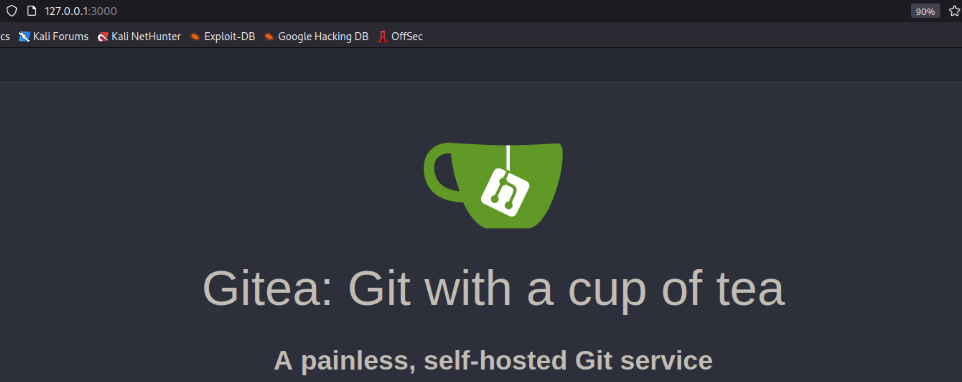 127.0.0.1:3000
90%
cs Kali Forums Kali NetHunter Exploit-DB Google Hacking DB OffSec
Gitea: Git with a cup of tea
A painless, self-hosted Git service